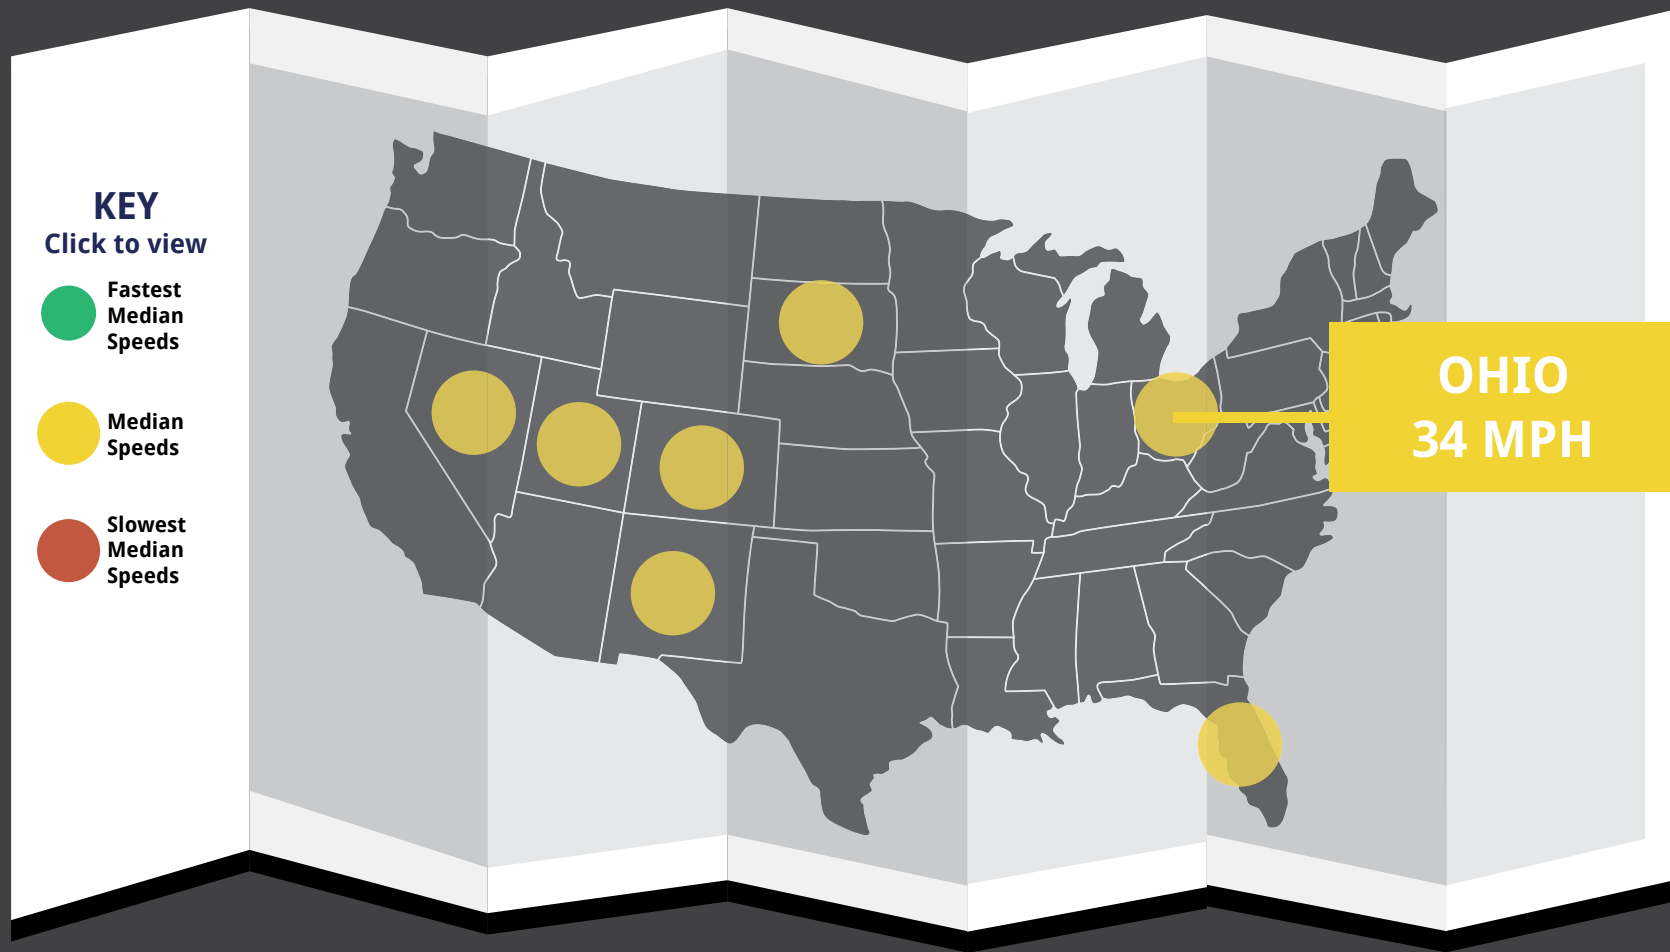 KEY
Click to view
Fastest
Median
Speeds
Median
Speeds
Slowest
Median
Speeds
OHIO
34 MPH